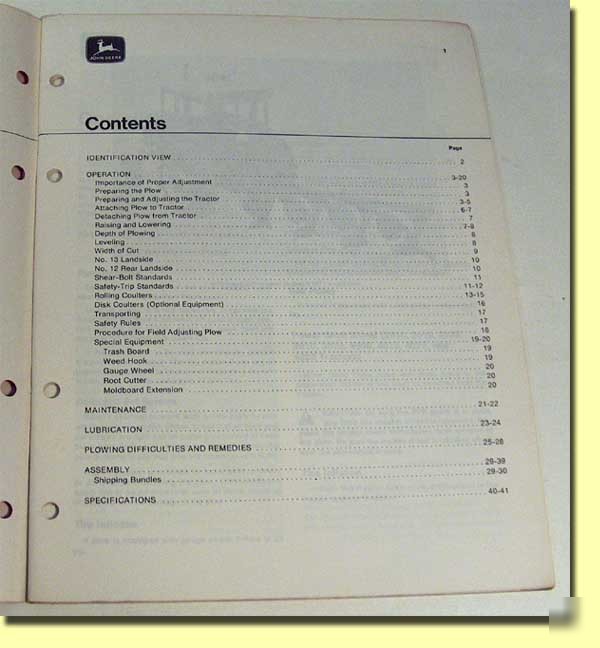 JOHN DEERE
1
Contents
Page
IDENTIFICATION VIEW 2
OPERATION 3-20
Importance of Proper Adjustment 3
Preparing the Plow 3
Preparing and Adjusting the Tractor 3-5
Attaching Plow to Tractor 6-7
Detaching Plow from Tractor 7
Raising and Lowering 7-8
Depth of Plowing 8
Leveling 8
Width of Cut 9
No. 13 Landside 10
No. 12 Rear Landside 10
Shear-Bolt Standards 11
Safety-Trip Standards 11-12
Rolling Coulters 13-15
Disk Coulters (Optional Equipment) 16
Transporting 17
Safety Rules 17
Procedure for Field Adjusting Plow 18
Special Equipment 19-20
Trash Board 19
Weed Hook 19
Gauge Wheel 20
Root Cutter 20
Moldboard Extension 20
MAINTENANCE 21-22
LUBRICATION 23-24
PLOWING DIFFICULTIES AND REMEDIES 25-28
ASSEMBLY 29-39
Shipping Bundles 29-30
SPECIFICATIONS 40-41